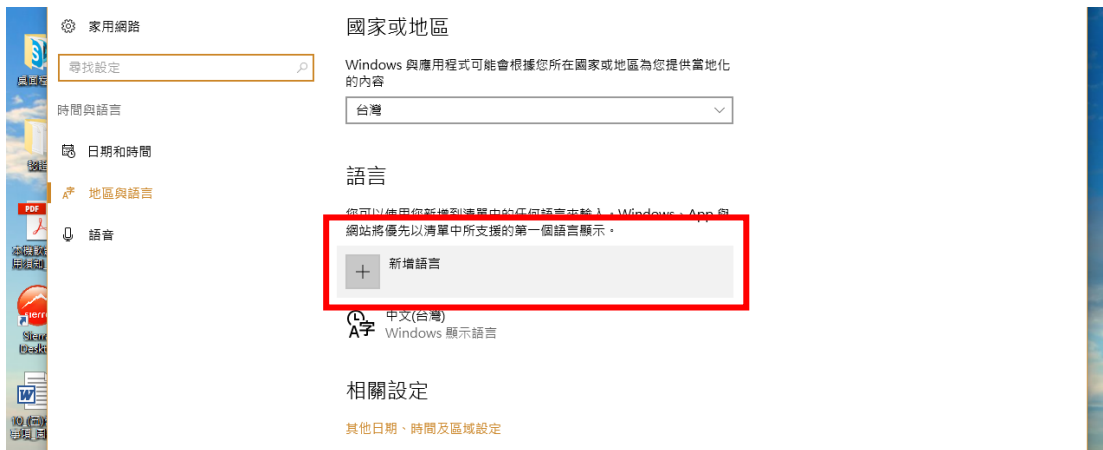 家用網路
尋找設定
時間與語言
日期和時間
地區與語言
語音
國家或地區
Windows 與應用程式可能會根據您所在國家或地區為您提供當地化
的內容
台灣
語言
您可以使用您新增到清單中的任何語言來輸入。Windows、App 與
網站將優先以清單中所支援的第一個語言顯示。
新增語言
中文(台灣)
Windows 顯示語言
相關設定
其他日期、時間及區域設定
PDF